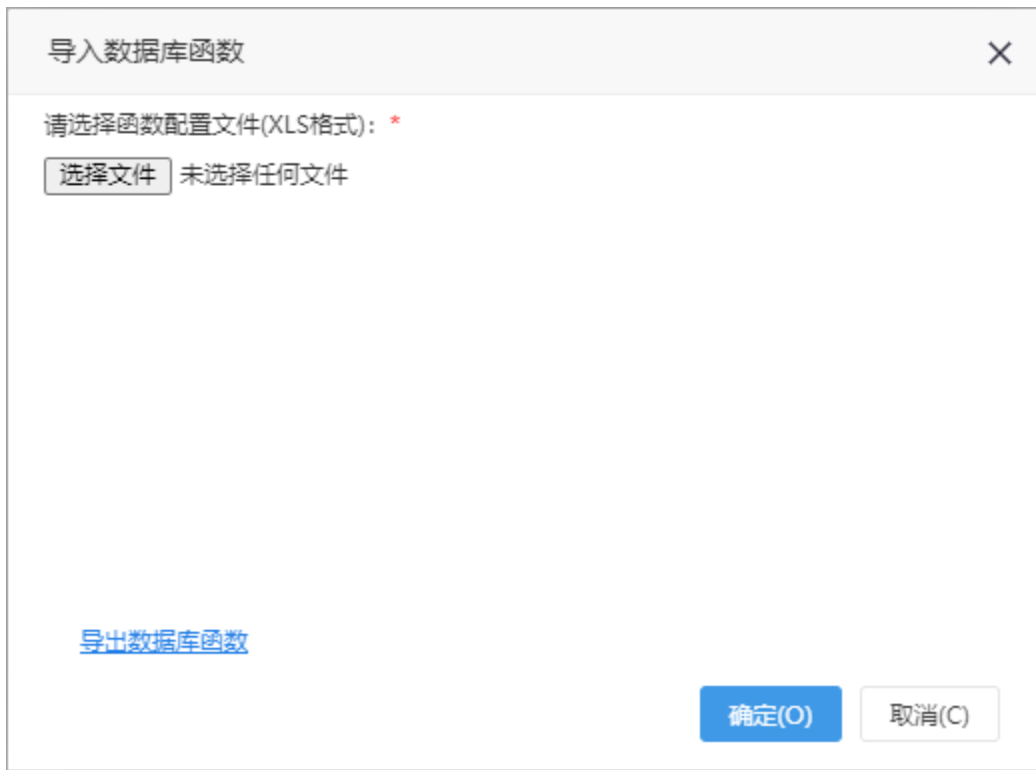 导入数据库函数
请选择函数配置文件(XLS格式)：*
选择文件 未选择任何文件
导出数据库函数
确定(O) 取消(C)